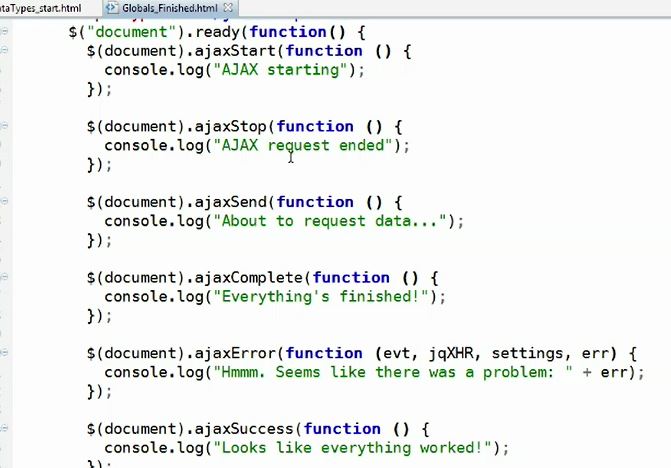 ataTypes_start.html
Globals_Finished.html
$("document").ready(function() {
$(document).ajaxStart(function () {
console.log("AJAX starting");
});
$(document).ajaxStop(function () {
console.log("AJAX request ended");
});
$(document).ajaxSend(function () {
console.log("About to request data...");
});
$(document).ajaxComplete(function () {
console.log("Everything's finished!");
});
$(document).ajaxError(function (evt, jqXHR, settings, err) {
console.log("Hmmm. Seems like there was a problem: " + err);
});
$(document).ajaxSuccess(function () {
console.log("Looks like everything worked!");
});